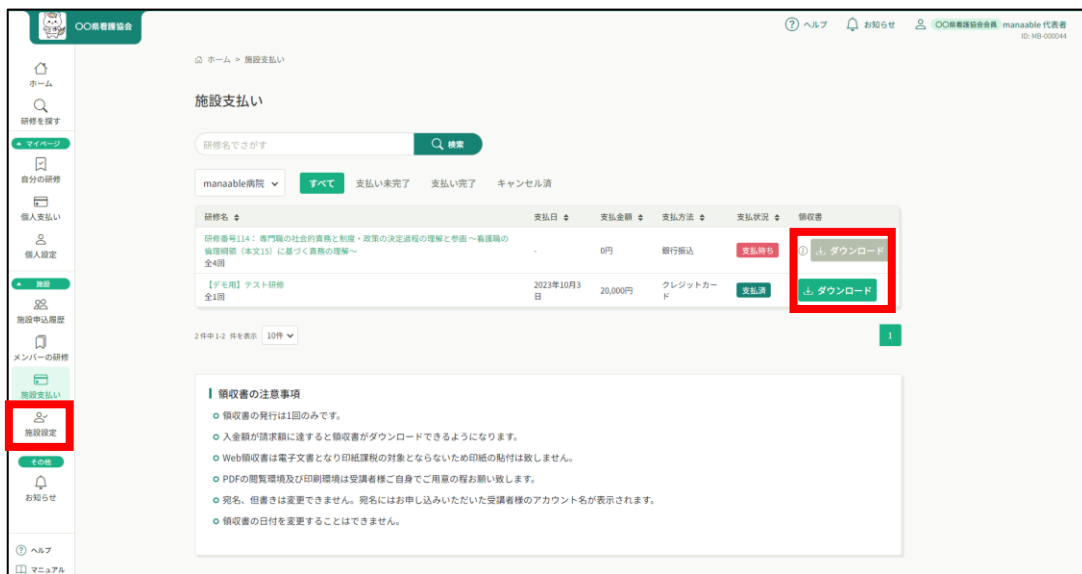 〇〇県看護協会
ヘルプ
お知らせ
〇〇県看護協会会員 manaable 代表者
ID: MB-000044
ホーム
研修を探す
マイページ
自分の研修
個人支払い
個人設定
施設
施設申込履歴
メンバーの研修
施設支払い
施設設定
その他
お知らせ
ヘルプ
マニュアル
ホーム > 施設支払い
施設支払い
研修名でさがす 検索
manaable病院 すべて 支払い未完了 支払い完了 キャンセル済
研修名 支払日 支払金額 支払方法 支払状況 領収書
研修番号114： 専門職の社会的責務と制度・政策の決定過程の理解と参画 ～看護職の
倫理綱領（本文15）に基づく責務の理解～
全4回
- 0円 銀行振込 支払待ち ダウンロード
【デモ用】テスト研修
全1回
2023年10月3
日
20,000円
クレジットカー
ド
支払済 ダウンロード
2 件中 1-2 件を表示 10件
1
領収書の注意事項
領収書の発行は1回のみです。
入金額が請求額に達すると領収書がダウンロードできるようになります。
Web領収書は電子文書となり印紙課税の対象とならないため印紙の貼付は致しません。
PDFの閲覧環境及び印刷環境は受講者様ご自身でご用意の程お願い致します。
宛名、但書きは変更できません。宛名にはお申し込みいただいた受講者様のアカウント名が表示されます。
領収書の日付を変更することはできません。